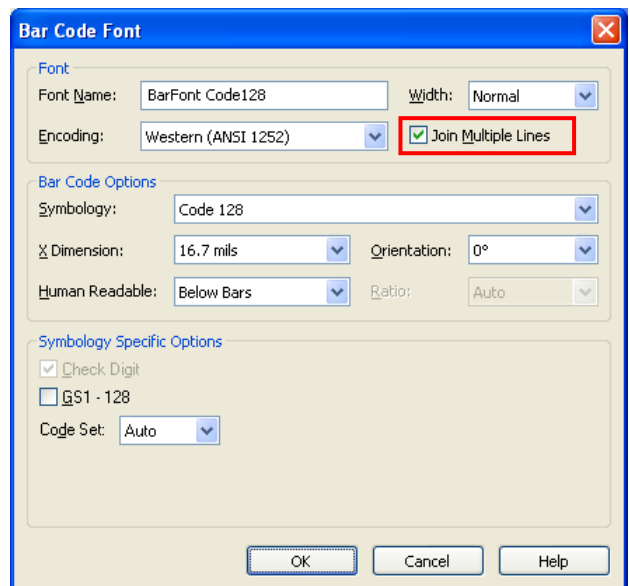 Bar Code Font
Font
Font Name: BarFont Code128 Width: Normal
Encoding: Western (ANSI 1252) Join Multiple Lines
Bar Code Options
Symbology: Code 128
X Dimension: 16.7 mils Orientation: 0°
Human Readable: Below Bars Ratio: Auto
Symbology Specific Options
Check Digit
GS1 - 128
Code Set: Auto
OK Cancel Help